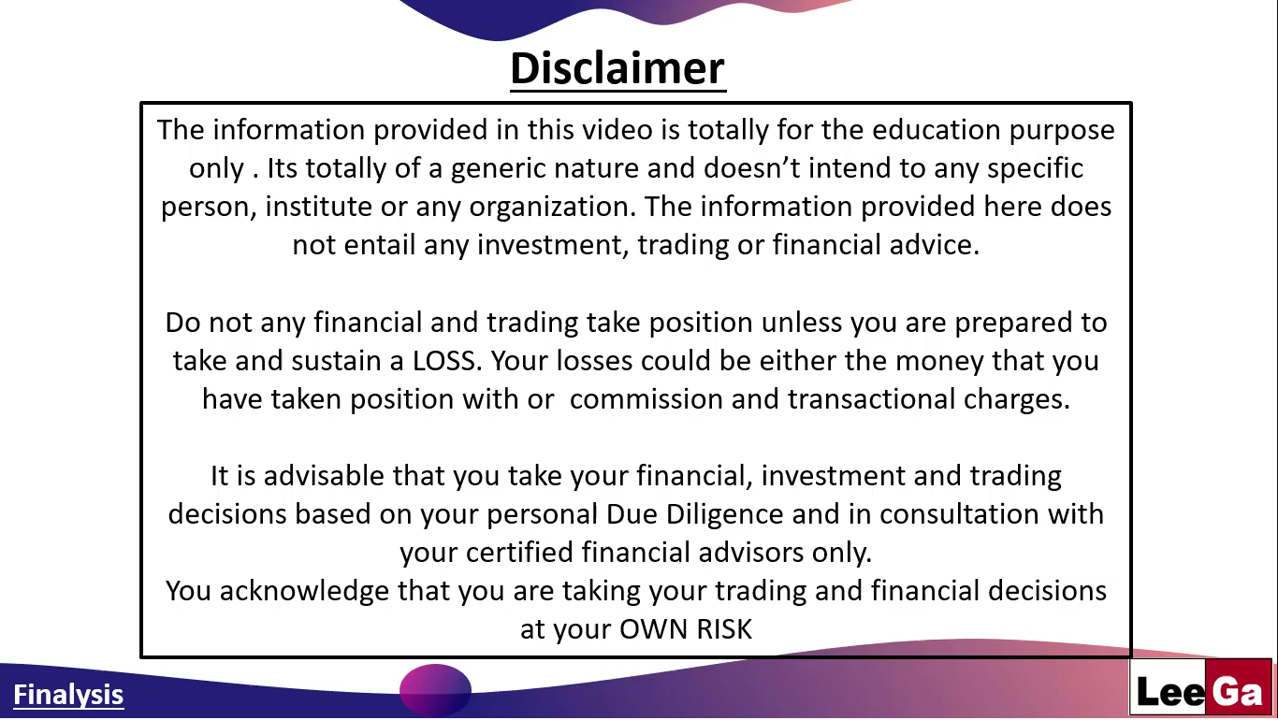 Disclaimer
The information provided in this video is totally for the education purpose
only . Its totally of a generic nature and doesn’t intend to any specific
person, institute or any organization. The information provided here does
not entail any investment, trading or financial advice.
Do not any financial and trading take position unless you are prepared to
take and sustain a LOSS. Your losses could be either the money that you
have taken position with or  commission and transactional charges.
It is advisable that you take your financial, investment and trading
decisions based on your personal Due Diligence and in consultation with
your certified financial advisors only.
You acknowledge that you are taking your trading and financial decisions
at your OWN RISK
Finalysis
LeeGa